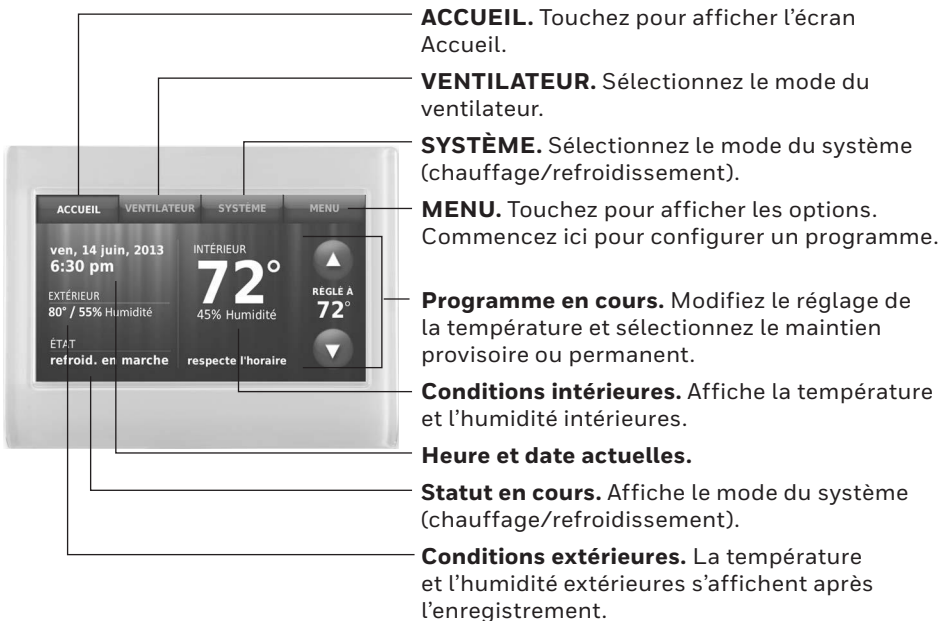 ACCUEIL. Touchez pour afficher l'écran
Accueil.
VENTILATEUR. Sélectionnez le mode du
ventilateur.
SYSTÈME. Sélectionnez le mode du système
(chauffage/refroidissement).
MENU. Touchez pour afficher les options.
Commencez ici pour configurer un programme.
Programme en cours. Modifiez le réglage de
la température et sélectionnez le maintien
provisoire ou permanent.
Conditions intérieures. Affiche la température
et l'humidité intérieures.
Heure et date actuelles.
Statut en cours. Affiche le mode du système
(chauffage/refroidissement).
Conditions extérieures. La température
et l'humidité extérieures s'affichent après
l'enregistrement.
ACCUEIL VENTILATEUR SYSTÈME MENU
ven, 14 juin, 2013
6:30 pm
EXTÉRIEUR
80° / 55% Humidité
ÉTAT
refroid. en marche
INTÉRIEUR
72°
45% Humidité
respecte l'horaire
RÉGLÉ À
72°